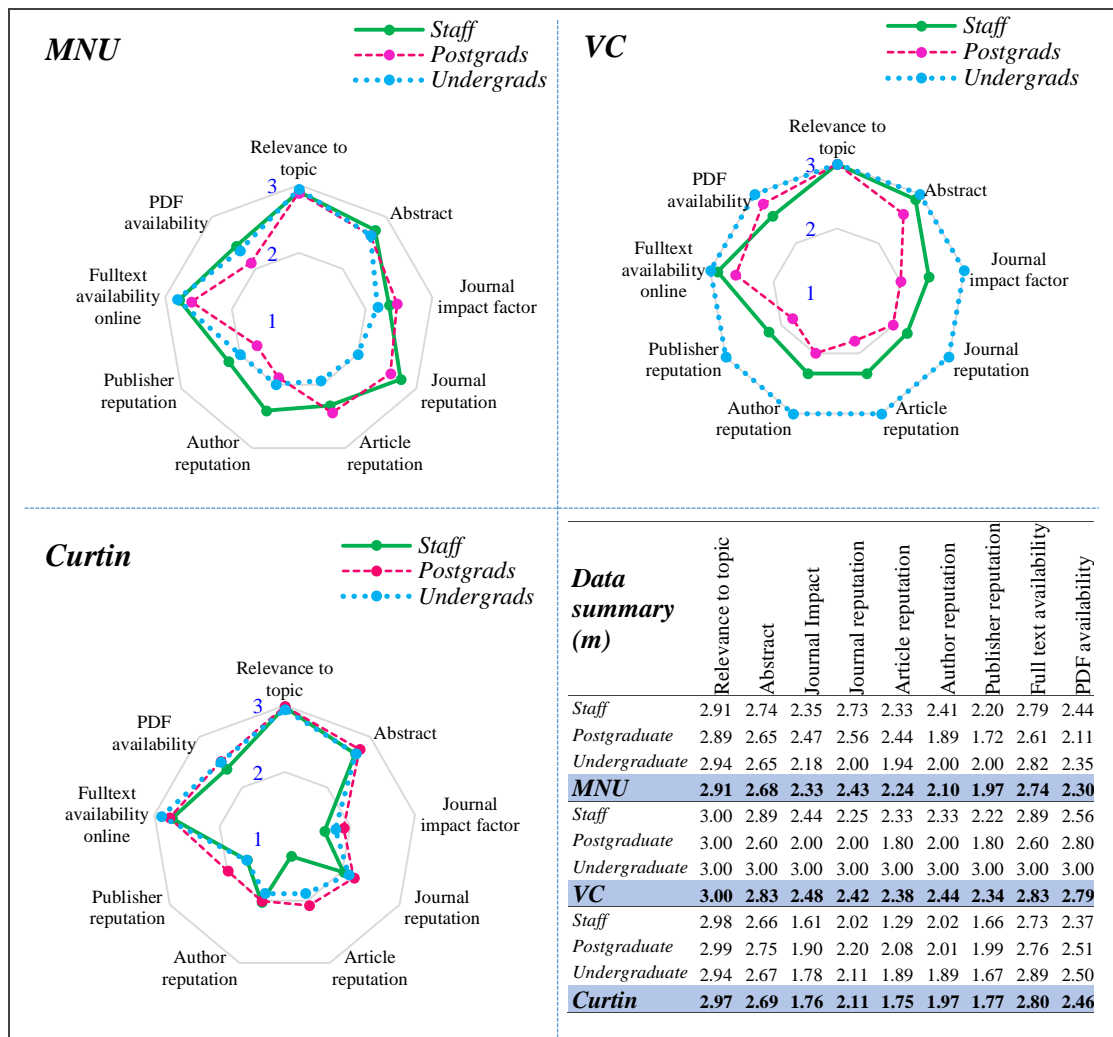 MNU
Staff
Postgrads
Undergrads
Relevance to
topic
3
PDF
availability
Abstract
2
Fulltext
availability
online
Journal
impact factor
1
Publisher
reputation
Journal
reputation
Author
reputation
Article
reputation
VC
Staff
Postgrads
Undergrads
Relevance to
topic
3
PDF
availability
Abstract
2
Fulltext
availability
online
Journal
impact factor
1
Publisher
reputation
Journal
reputation
Author
reputation
Article
reputation
Curtin
Staff
Postgrads
Undergrads
Relevance to
topic
3
PDF
availability
Abstract
2
Fulltext
availability
online
Journal
impact factor
1
Publisher
reputation
Journal
reputation
Author
reputation
Article
reputation
Data
summary
(m)
Relevance to topic
Abstract
Journal Impact
Journal reputation
Article reputation
Author reputation
Publisher reputation
Full text availability
PDF availability
Staff 2.91 2.74 2.35 2.73 2.33 2.41 2.20 2.79 2.44
Postgraduate 2.89 2.65 2.47 2.56 2.44 1.89 1.72 2.61 2.11
Undergraduate 2.94 2.65 2.18 2.00 1.94 2.00 2.00 2.82 2.35
MNU 2.91 2.68 2.33 2.43 2.24 2.10 1.97 2.74 2.30
Staff 3.00 2.89 2.44 2.25 2.33 2.33 2.22 2.89 2.56
Postgraduate 3.00 2.60 2.00 2.00 1.80 2.00 1.80 2.60 2.80
Undergraduate 3.00 3.00 3.00 3.00 3.00 3.00 3.00 3.00 3.00
VC 3.00 2.83 2.48 2.42 2.38 2.44 2.34 2.83 2.79
Staff 2.98 2.66 1.61 2.02 1.29 2.02 1.66 2.73 2.37
Postgraduate 2.99 2.75 1.90 2.20 2.08 2.01 1.99 2.76 2.51
Undergraduate 2.94 2.67 1.78 2.11 1.89 1.89 1.67 2.89 2.50
Curtin 2.97 2.69 1.76 2.11 1.75 1.97 1.77 2.80 2.46